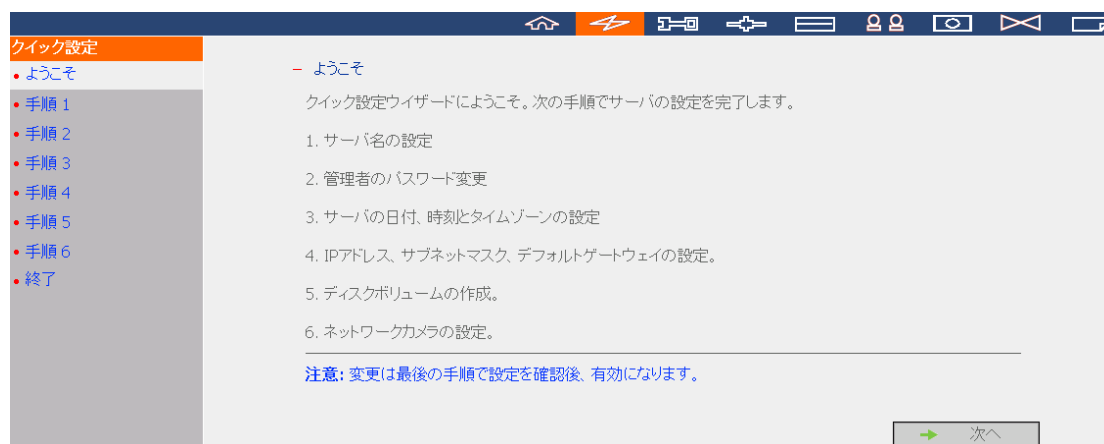 クイック設定
• ようこそ
• 手順 1
• 手順 2
• 手順 3
• 手順 4
• 手順 5
• 手順 6
• 終了
− ようこそ
クイック設定ウイザードにようこそ。次の手順でサーバの設定を完了します。
1. サーバ名の設定
2. 管理者のパスワード変更
3. サーバの日付、時刻とタイムゾーンの設定
4. IPアドレス、サブネットマスク、デフォルトゲートウェイの設定。
5. ディスクボリュームの作成。
6. ネットワークカメラの設定。
注意: 変更は最後の手順で設定を確認後、有効になります。
次へ